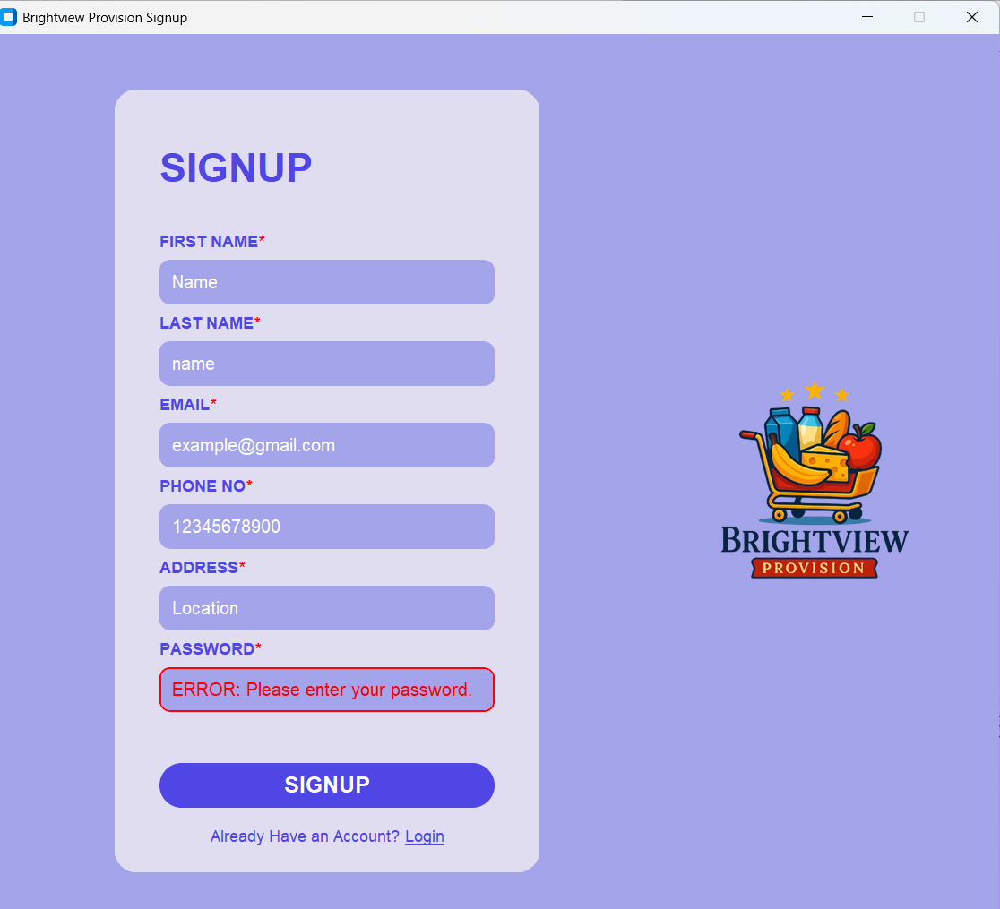 Brightview Provision Signup
SIGNUP
FIRST NAME*
Name
LAST NAME*
name
EMAIL*
example@gmail.com
PHONE NO*
12345678900
ADDRESS*
Location
PASSWORD*
ERROR: Please enter your password.
SIGNUP
Already Have an Account? Login
BRIGHTVIEW
PROVISION